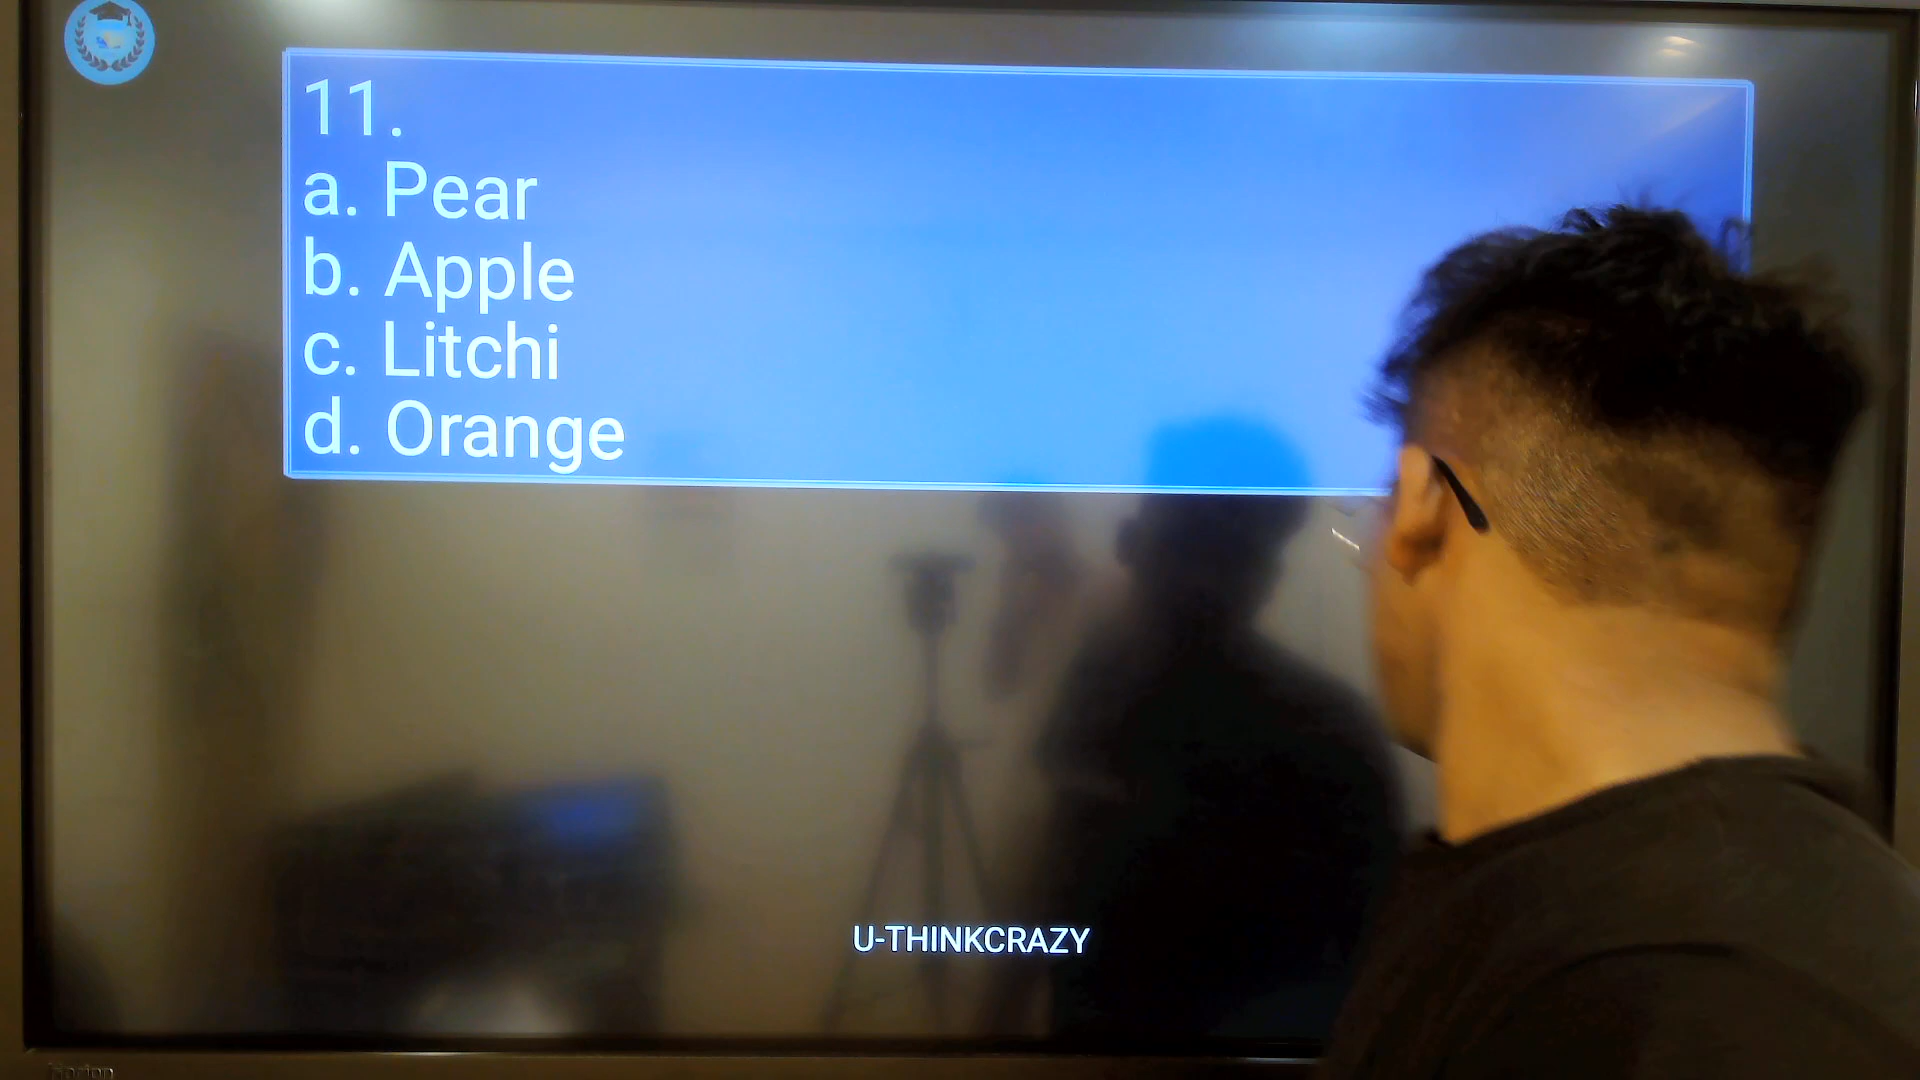 11.
a. Pear
b. Apple
c. Litchi
d. Orange
U-THINKCRAZY